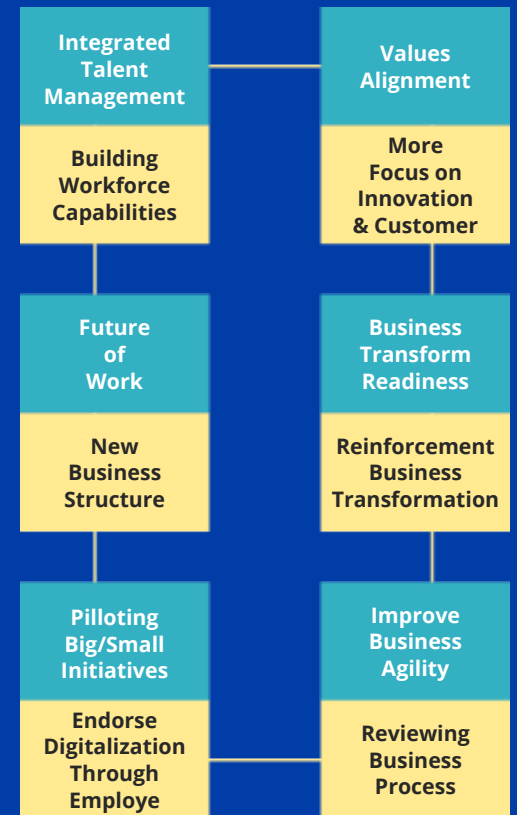 Integrated
Talent
Management
Building
Workforce
Capabilities
Values
Alignment
More
Focus on
Innovation
& Customer
Future
of
Work
New
Business
Structure
Business
Transform
Readiness
Reinforcement
Business
Transformation
Pilloting
Big/Small
Initiatives
Endorse
Digitalization
Through
Employe
Improve
Business
Agility
Reviewing
Business
Process